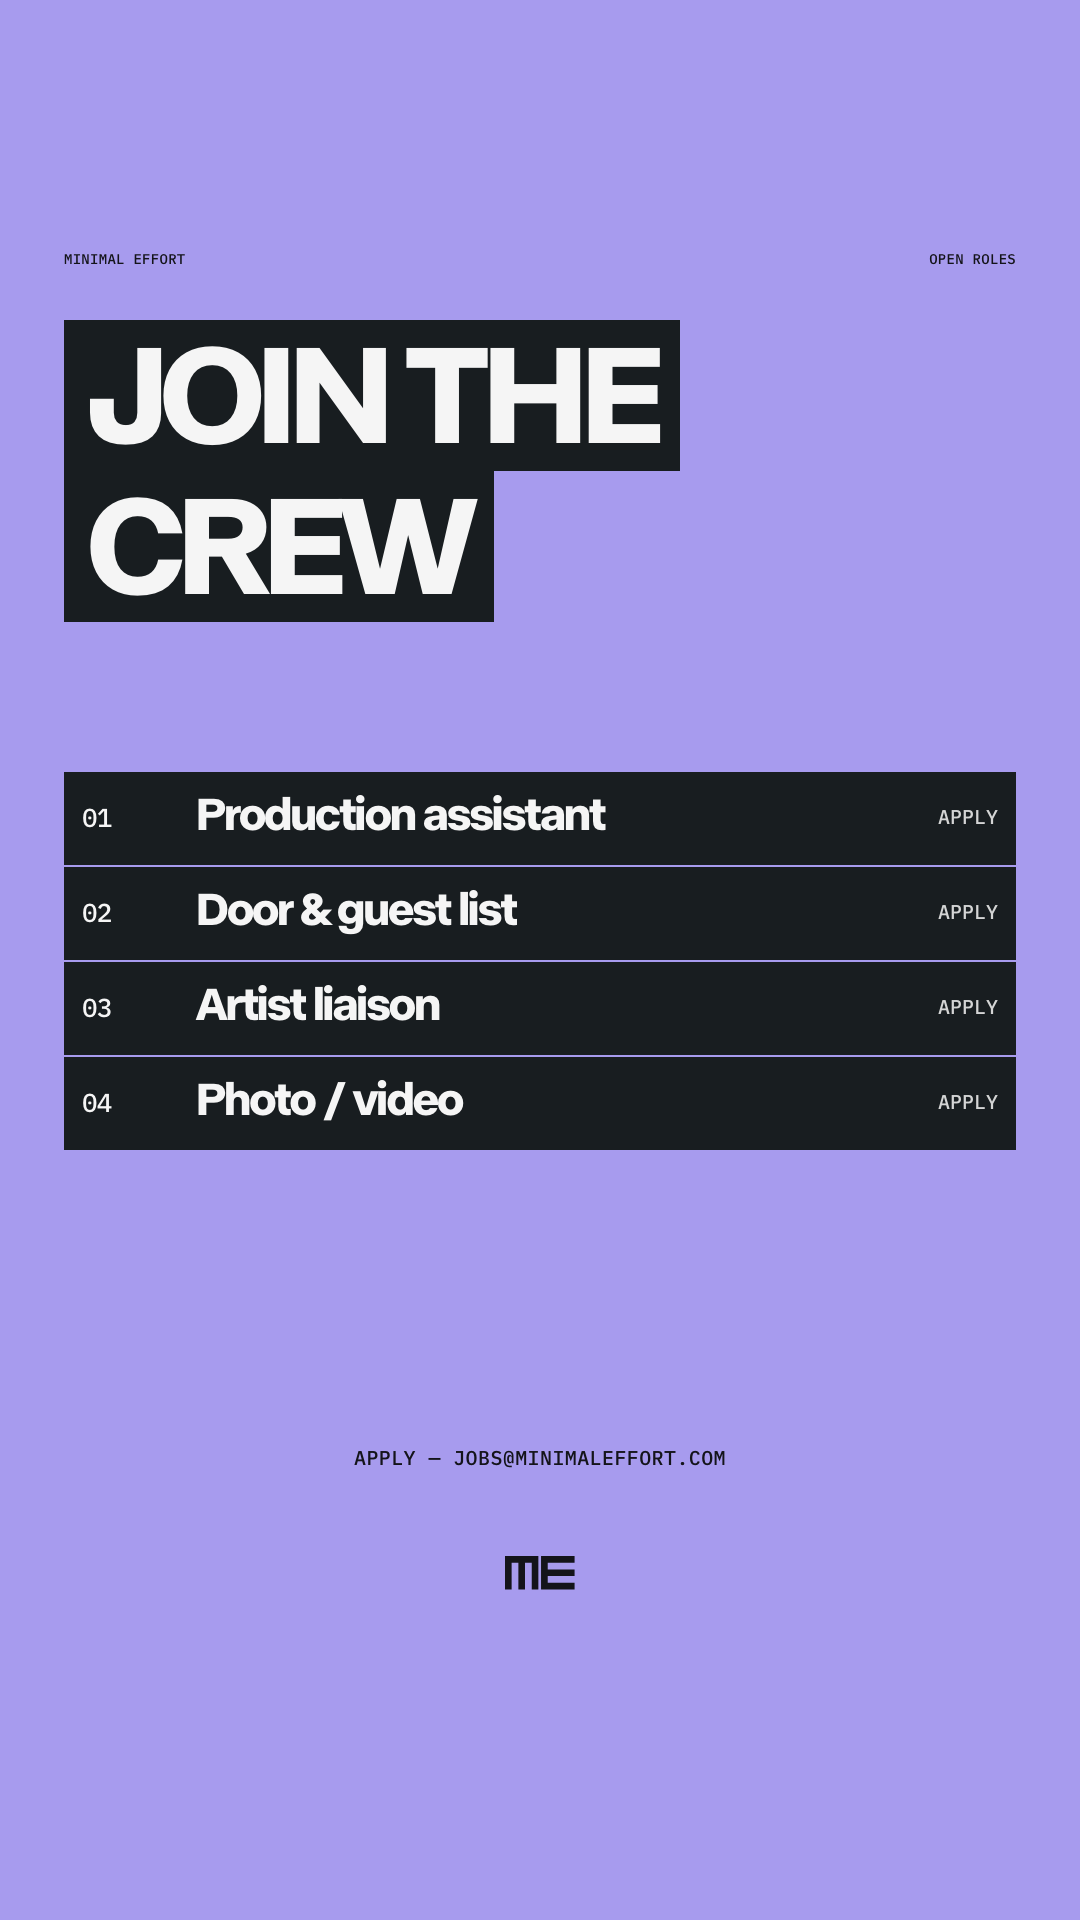 MINIMAL EFFORT
OPEN ROLES
JOIN THE
CREW
01 Production assistant APPLY
02 Door & guest list APPLY
03 Artist liaison APPLY
04 Photo / video APPLY
APPLY — JOBS@MINIMALEFFORT.COM
ME